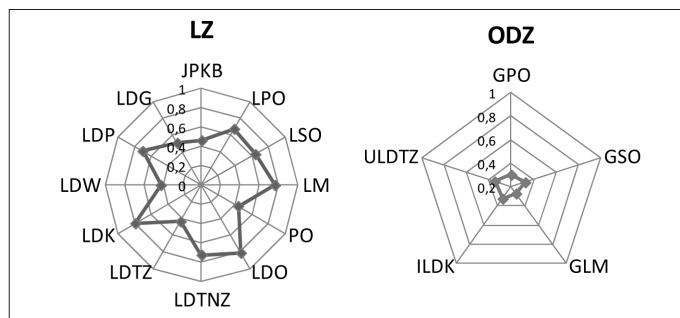 LZ
JPKB
LPO
LSO
LM
PO
LDO
LDTNZ
LDTZ
LDK
LDW
LDP
LDG
1
0,8
0,6
0,4
0,2
0
ODZ
GPO
GSO
GLM
ILDK
ULDTZ
1
0,8
0,6
0,4
0,2